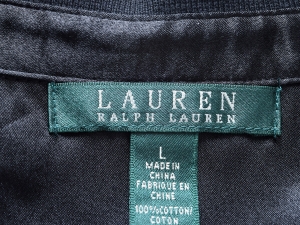 LAUREN
RALPH LAUREN
L
MADE IN
CHINA
FABRIQUE EN
CHINE
100%COTTON/
COTON